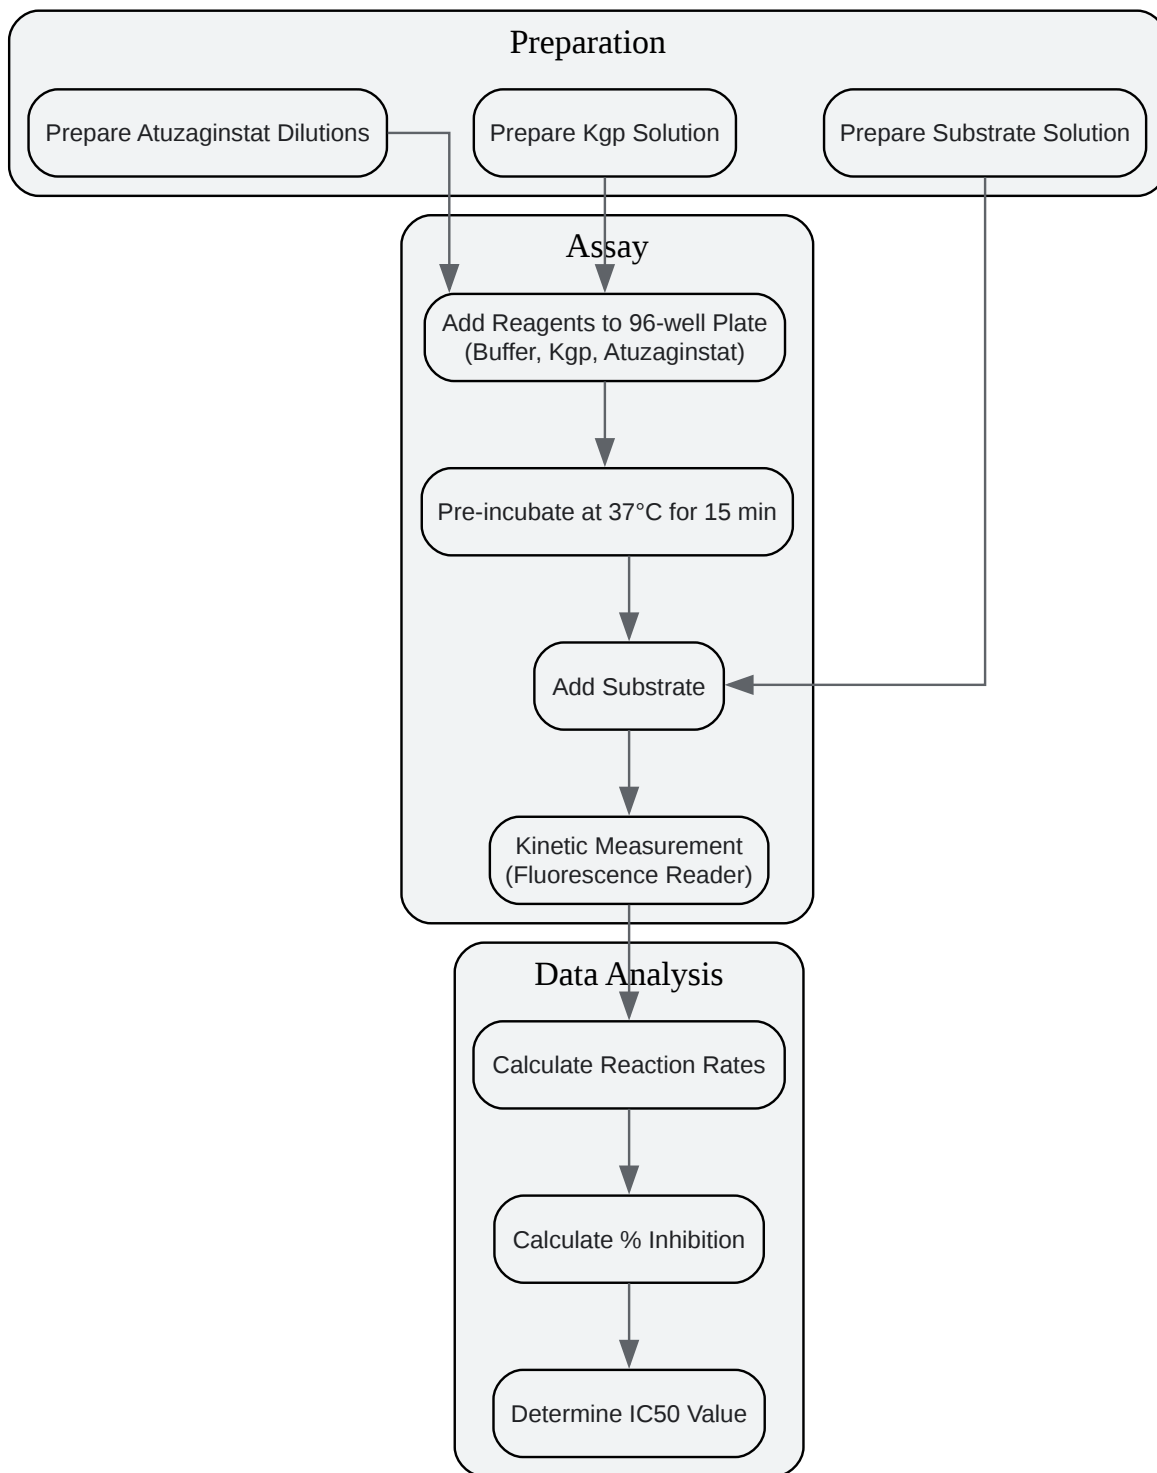 Preparation
Prepare Atuzaginstat Dilutions
Prepare Kgp Solution
Prepare Substrate Solution
Assay
Add Reagents to 96-well Plate
(Buffer, Kgp, Atuzaginstat)
Pre-incubate at 37°C for 15 min
Add Substrate
Kinetic Measurement
(Fluorescence Reader)
Data Analysis
Calculate Reaction Rates
Calculate % Inhibition
Determine IC50 Value